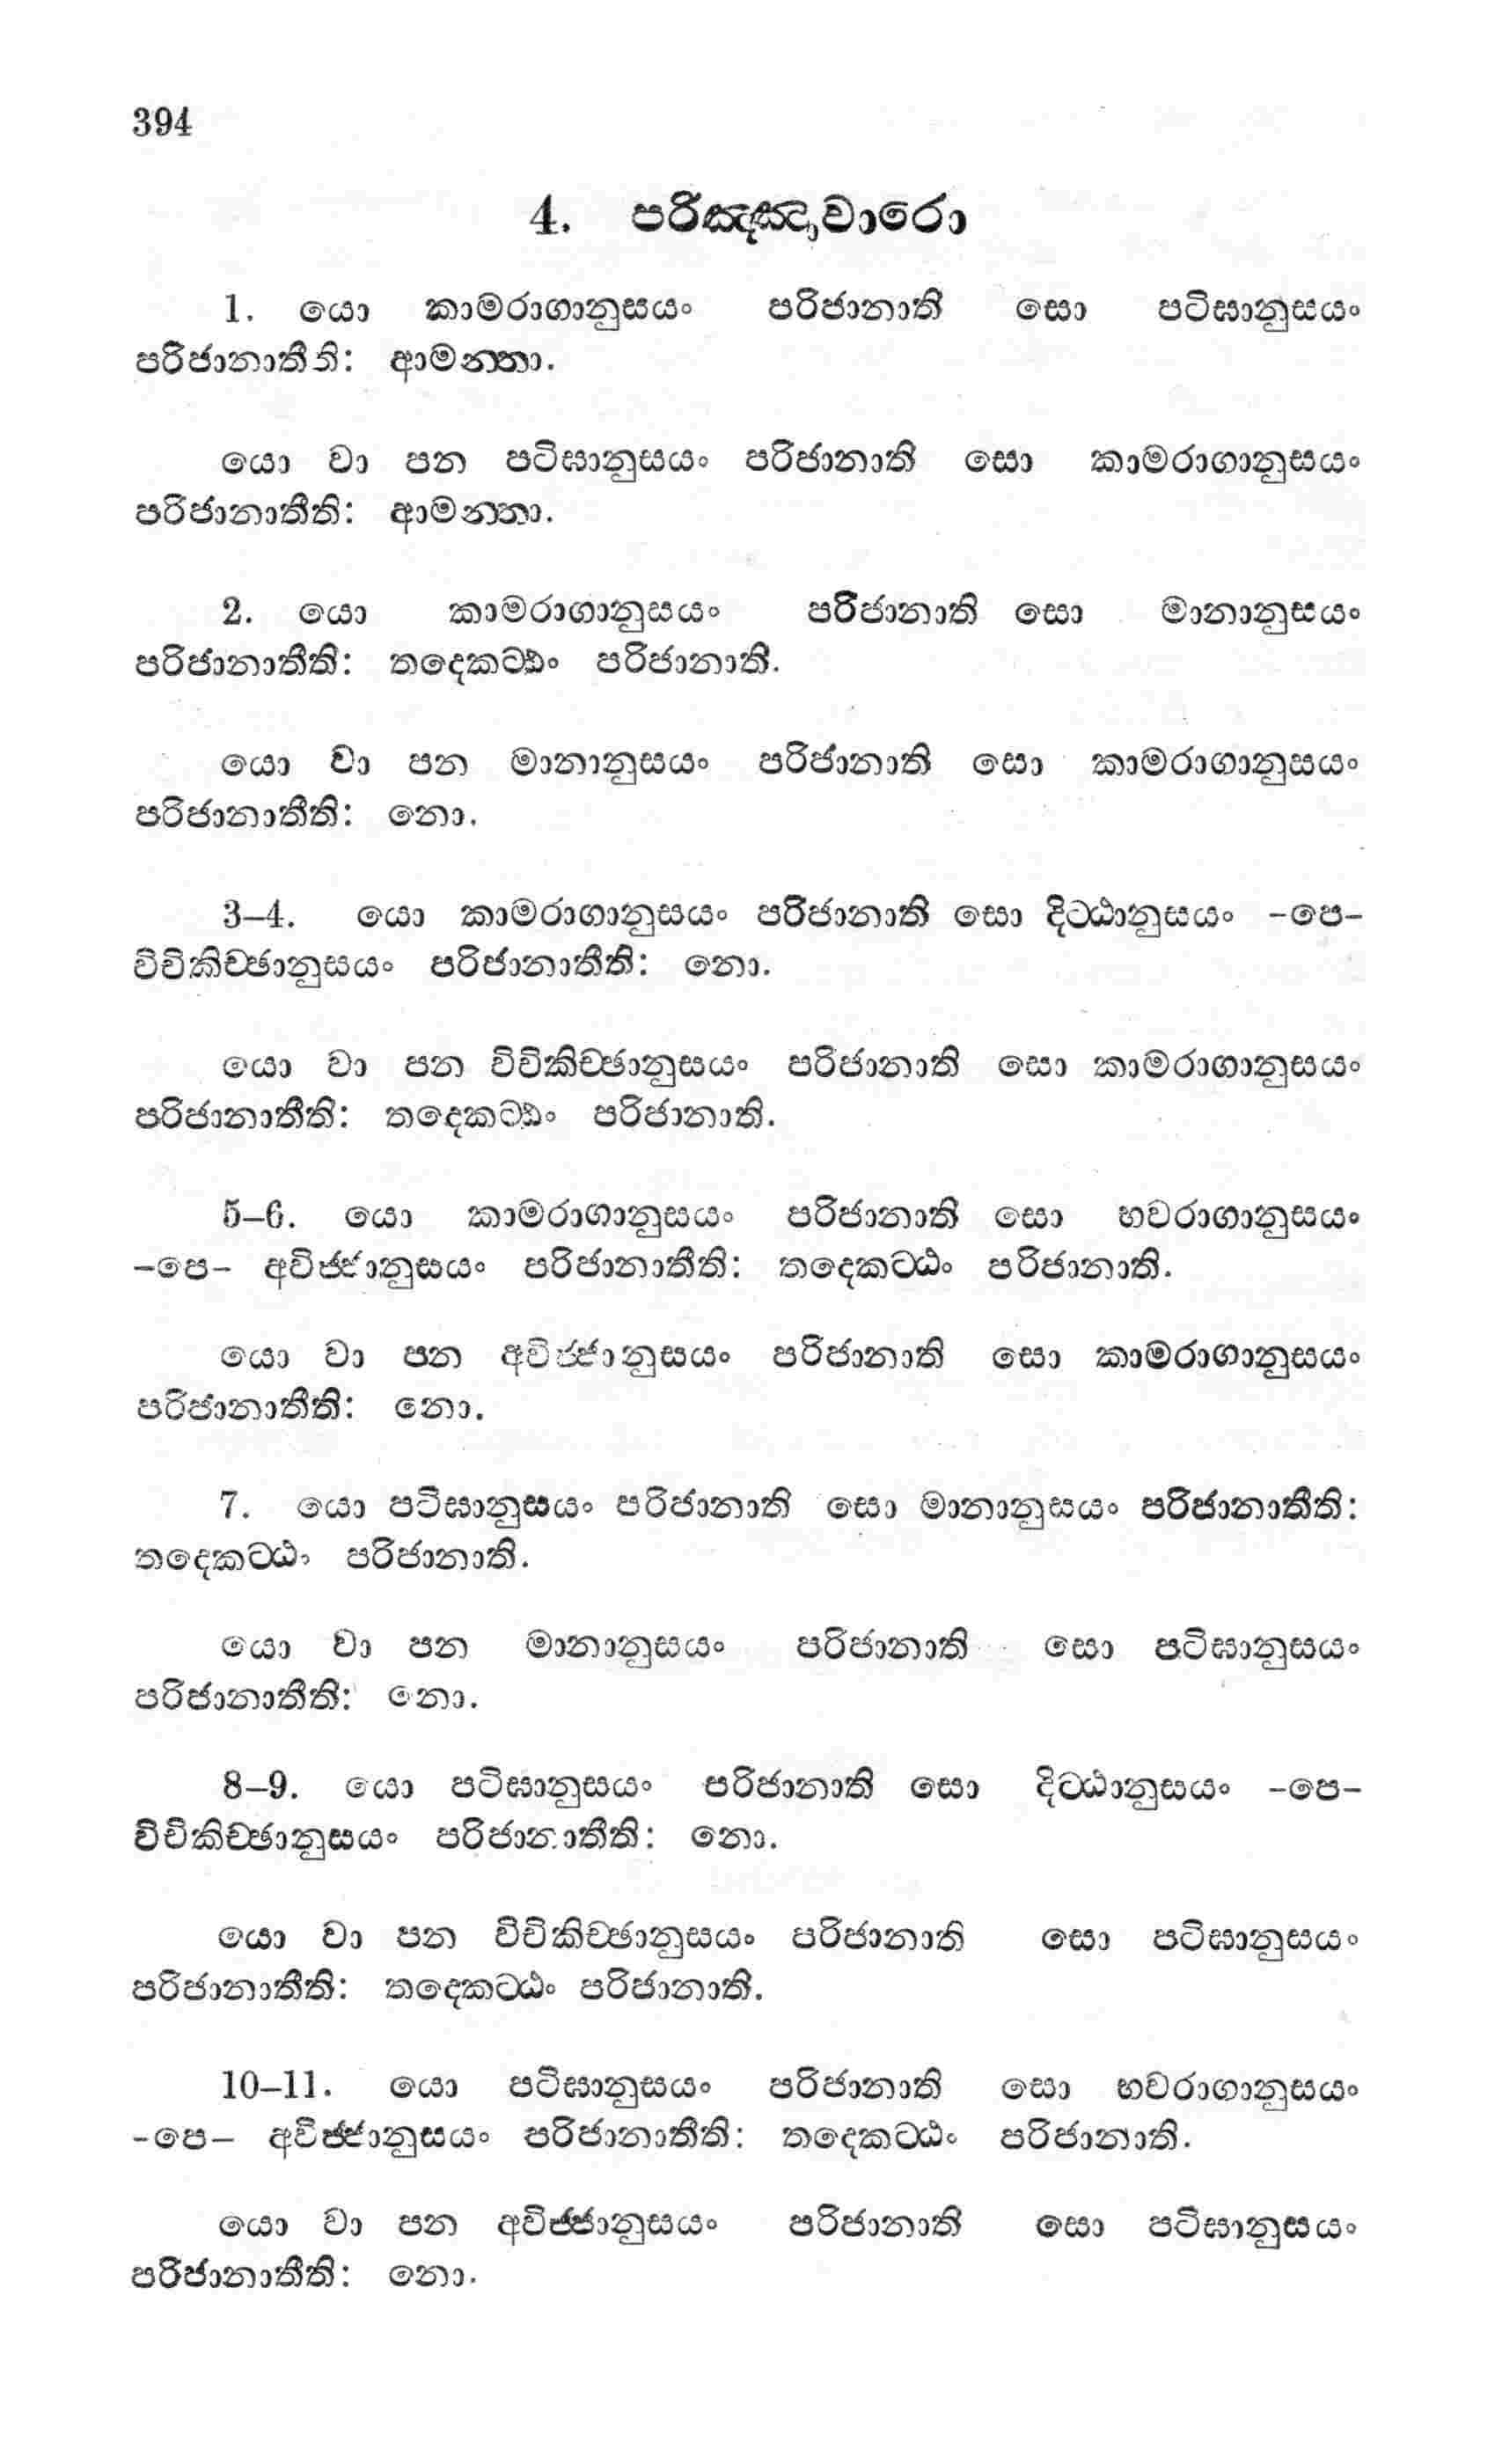 394
4. පරිඤ්ඤාවාරො
1. යො කාමරාගානුසයං පරිජානාති සො පටිඝානුසයං
පරිජානාතීති: ආමන්තා.
යො වා පන පටිඝානුසයං පරිජානාති සො කාමරාගානුසයං
පරිජානාතීති: ආමන්තා.
2. යො කාමරාගානුසයං පරිජානාති සො මානානුසයං
පරිජානාතීති: තදෙකට්ඨං පරිජානාති.
යො වා පන මානානුසයං පරිජානාති සො කාමරාගානුසයං
පරිජානාතීති: නො.
3–4. යො කාමරාගානුසයං පරිජානාති සො දිට්ඨානුසයං -පෙ-
විචිකිච්ඡානුසයං පරිජානාතීති: නො.
යො වා පන විචිකිච්ඡානුසයං පරිජානාති සො කාමරාගානුසයං
පරිජානාතීති: තදෙකට්ඨං පරිජානාති.
5–6. යො කාමරාගානුසයං පරිජානාති සො භවරාගානුසයං
-පෙ- අවිජ්ජානුසයං පරිජානාතීති: තදෙකට්ඨං පරිජානාති.
යො වා පන අවිජ්ජානුසයං පරිජානාති සො කාමරාගානුසයං
පරිජානාතීති: නො.
7. යො පටිඝානුසයං පරිජානාති සො මානානුසයං පරිජානාතීති:
තදෙකට්ඨං පරිජානාති.
යො වා පන මානානුසයං පරිජානාති සො පටිඝානුසයං
පරිජානාතීති: නො.
8–9. යො පටිඝානුසයං පරිජානාති සො දිට්ඨානුසයං -පෙ-
විචිකිච්ඡානුසයං පරිජානාතීති: නො.
යො වා පන විචිකිච්ඡානුසයං පරිජානාති සො පටිඝානුසයං
පරිජානාතීති: තදෙකට්ඨං පරිජානාති.
10–11. යො පටිඝානුසයං පරිජානාති සො භවරාගානුසයං
-පෙ- අවිජ්ජානුසයං පරිජානාතීති: තදෙකට්ඨං පරිජානාති.
යො වා පන අවිජ්ජානුසයං පරිජානාති සො පටිඝානුසයං
පරිජානාතීති: නො.